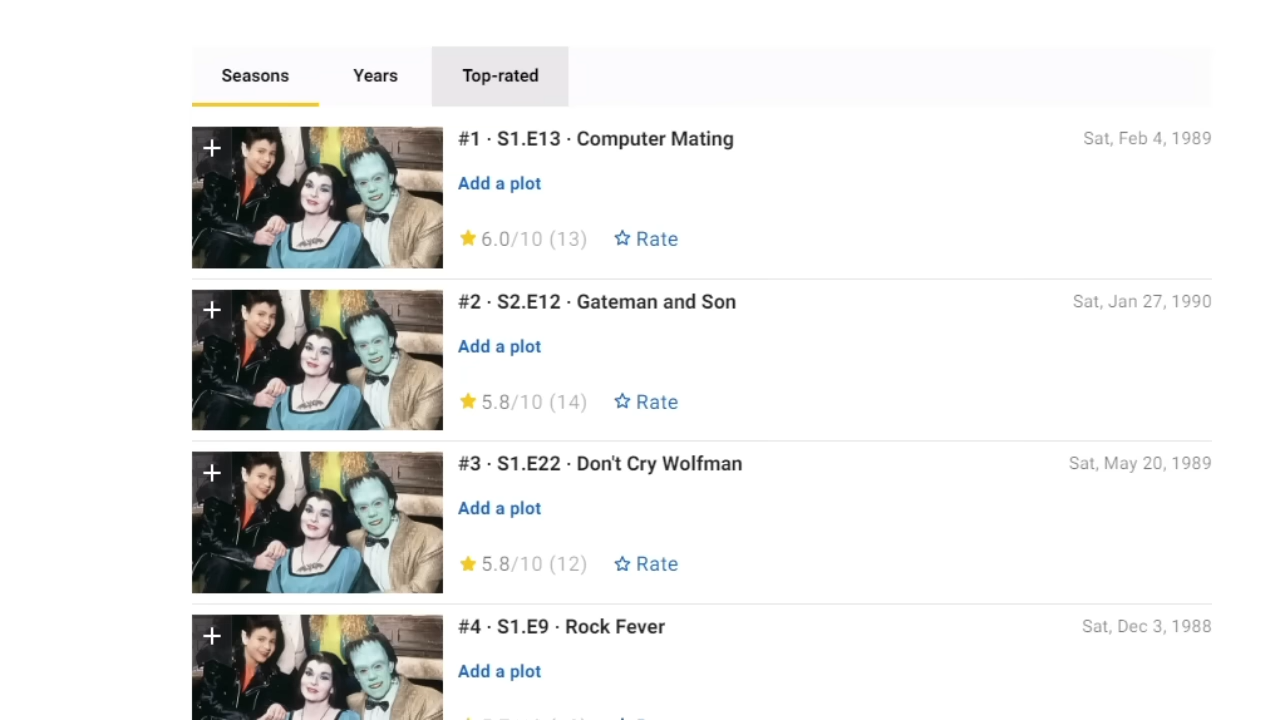 Seasons Years Top-rated
#1 · S1.E13 · Computer Mating Sat, Feb 4, 1989
Add a plot
6.0/10 (13) Rate
#2 · S2.E12 · Gateman and Son Sat, Jan 27, 1990
Add a plot
5.8/10 (14) Rate
#3 · S1.E22 · Don't Cry Wolfman Sat, May 20, 1989
Add a plot
5.8/10 (12) Rate
#4 · S1.E9 · Rock Fever Sat, Dec 3, 1988
Add a plot